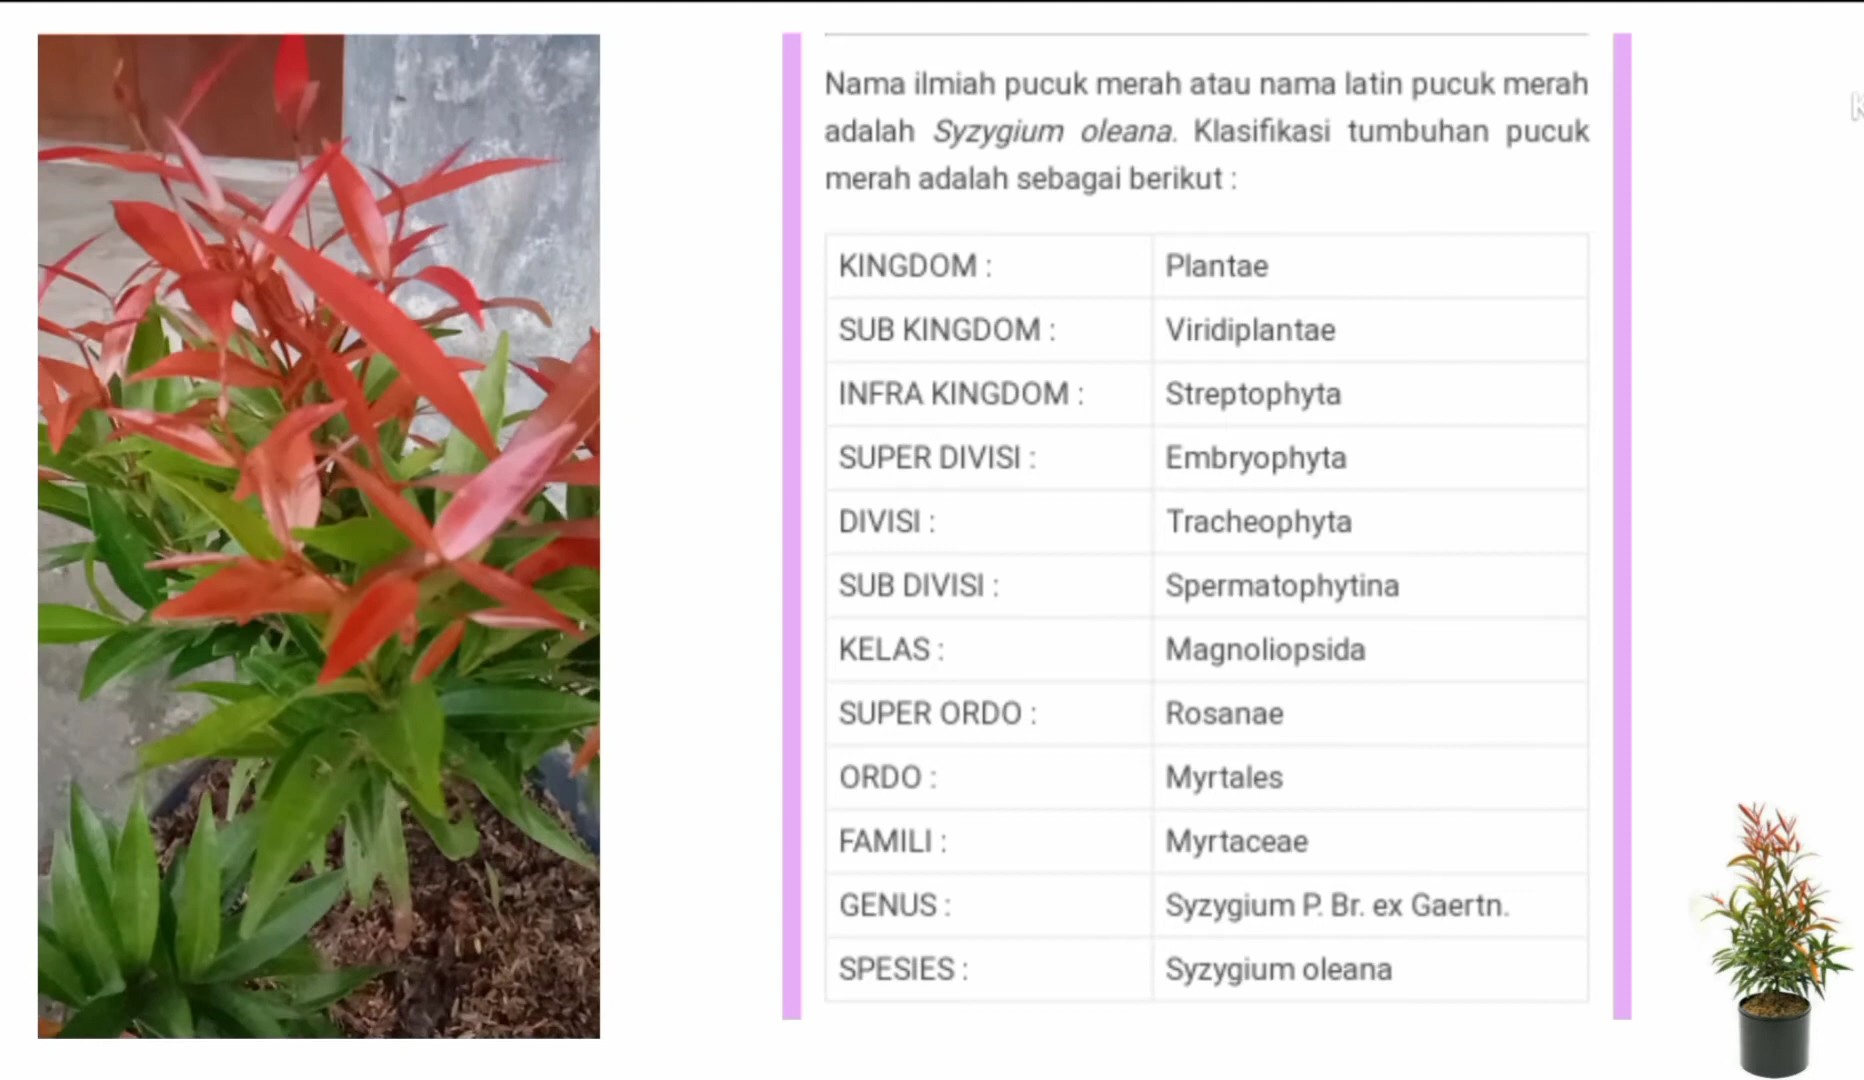 Nama ilmiah pucuk merah atau nama latin pucuk merah
adalah Syzygium oleana. Klasifikasi tumbuhan pucuk
merah adalah sebagai berikut :
KINGDOM : Plantae
SUB KINGDOM : Viridiplantae
INFRA KINGDOM : Streptophyta
SUPER DIVISI : Embryophyta
DIVISI : Tracheophyta
SUB DIVISI : Spermatophytina
KELAS : Magnoliopsida
SUPER ORDO : Rosanae
ORDO : Myrtales
FAMILI : Myrtaceae
GENUS : Syzygium P. Br. ex Gaertn.
SPESIES : Syzygium oleana